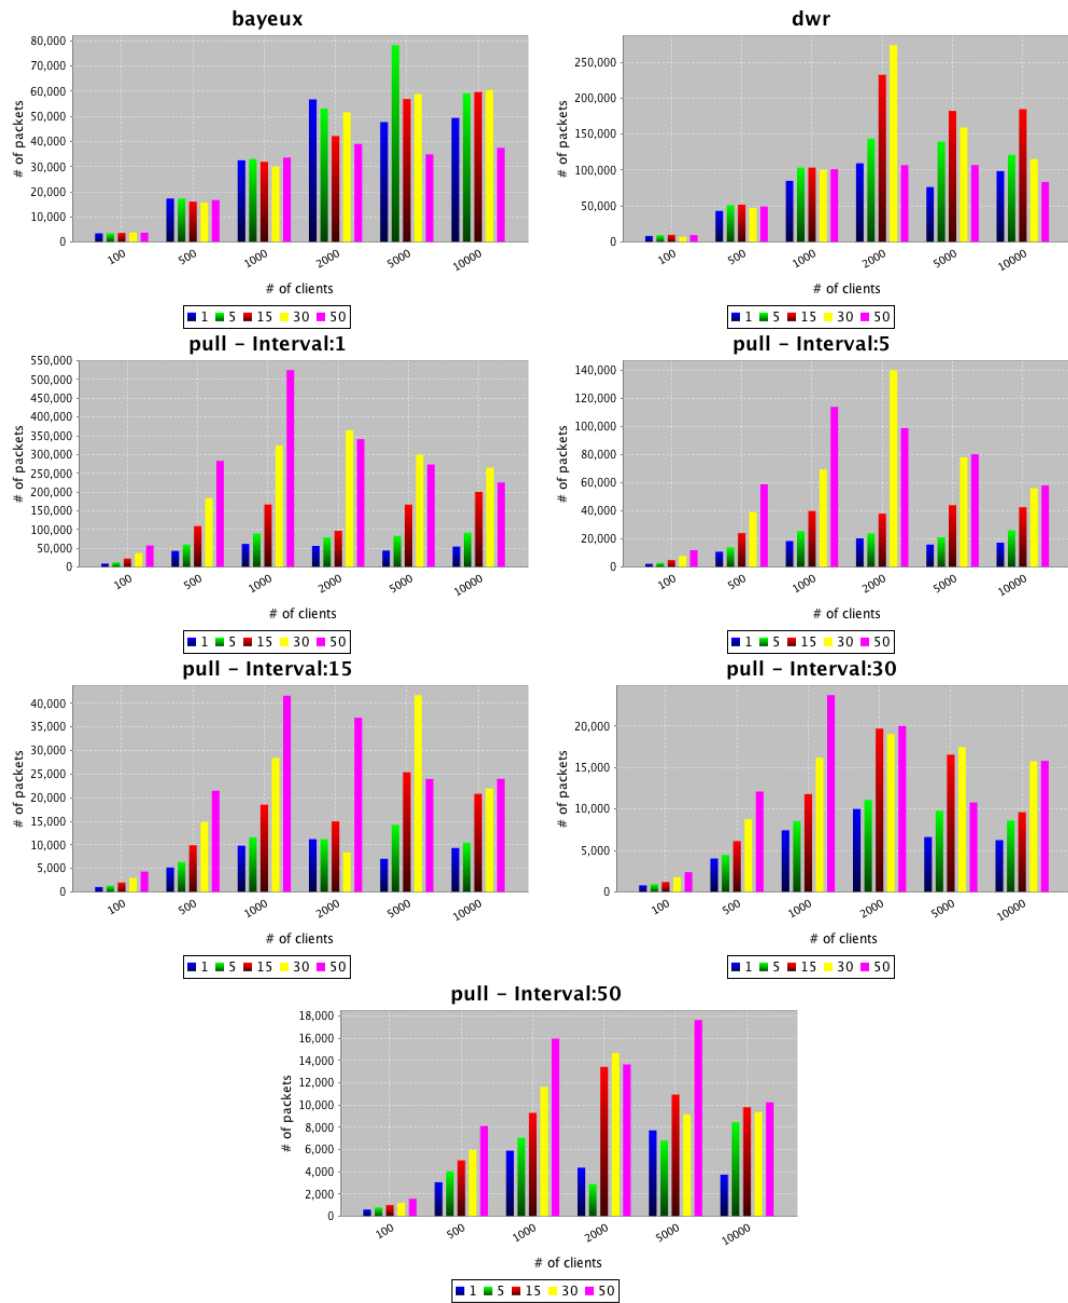 bayeux
# of packets
80,000
70,000
60,000
50,000
40,000
30,000
20,000
10,000
0
100 500 1000 2000 5000 10000
# of clients
1 5 15 30 50
dwr
# of packets
250,000
200,000
150,000
100,000
50,000
0
100 500 1000 2000 5000 10000
# of clients
1 5 15 30 50
pull - Interval:1
# of packets
550,000
500,000
450,000
400,000
350,000
300,000
250,000
200,000
150,000
100,000
50,000
0
100 500 1000 2000 5000 10000
# of clients
1 5 15 30 50
pull - Interval:5
# of packets
140,000
120,000
100,000
80,000
60,000
40,000
20,000
0
100 500 1000 2000 5000 10000
# of clients
1 5 15 30 50
pull - Interval:15
# of packets
40,000
35,000
30,000
25,000
20,000
15,000
10,000
5,000
0
100 500 1000 2000 5000 10000
# of clients
1 5 15 30 50
pull - Interval:30
# of packets
20,000
15,000
10,000
5,000
0
100 500 1000 2000 5000 10000
# of clients
1 5 15 30 50
pull - Interval:50
# of packets
18,000
16,000
14,000
12,000
10,000
8,000
6,000
4,000
2,000
0
100 500 1000 2000 5000 10000
# of clients
1 5 15 30 50